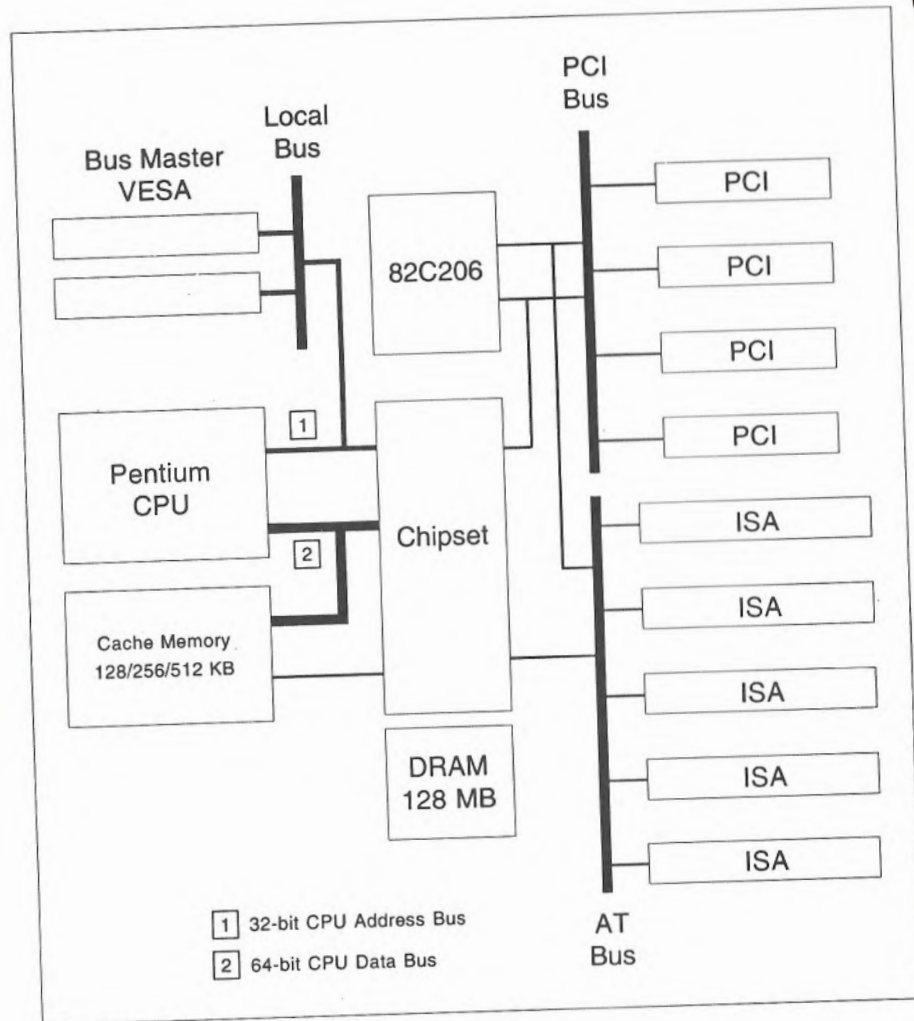 PCI
Bus
Local
Bus
Bus Master
VESA
82C206
PCI
PCI
PCI
PCI
1
Pentium
CPU
2
Chipset
Cache Memory
128/256/512 KB
ISA
ISA
ISA
ISA
ISA
DRAM
128 MB
AT
Bus
1 32-bit CPU Address Bus
2 64-bit CPU Data Bus